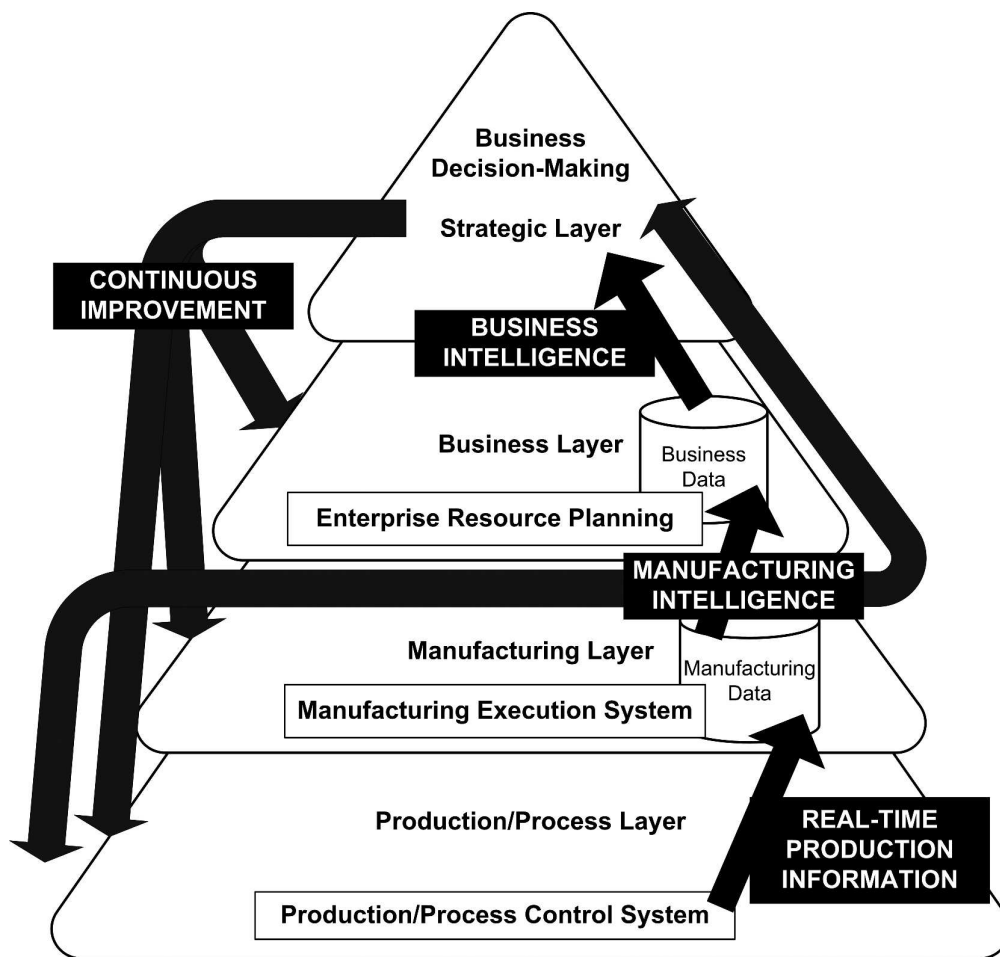 Business
Decision-Making
Strategic Layer
CONTINUOUS
IMPROVEMENT
BUSINESS
INTELLIGENCE
Business Layer
Business
Data
Enterprise Resource Planning
MANUFACTURING
INTELLIGENCE
Manufacturing Layer
Manufacturing
Data
Manufacturing Execution System
Production/Process Layer
REAL-TIME
PRODUCTION
INFORMATION
Production/Process Control System